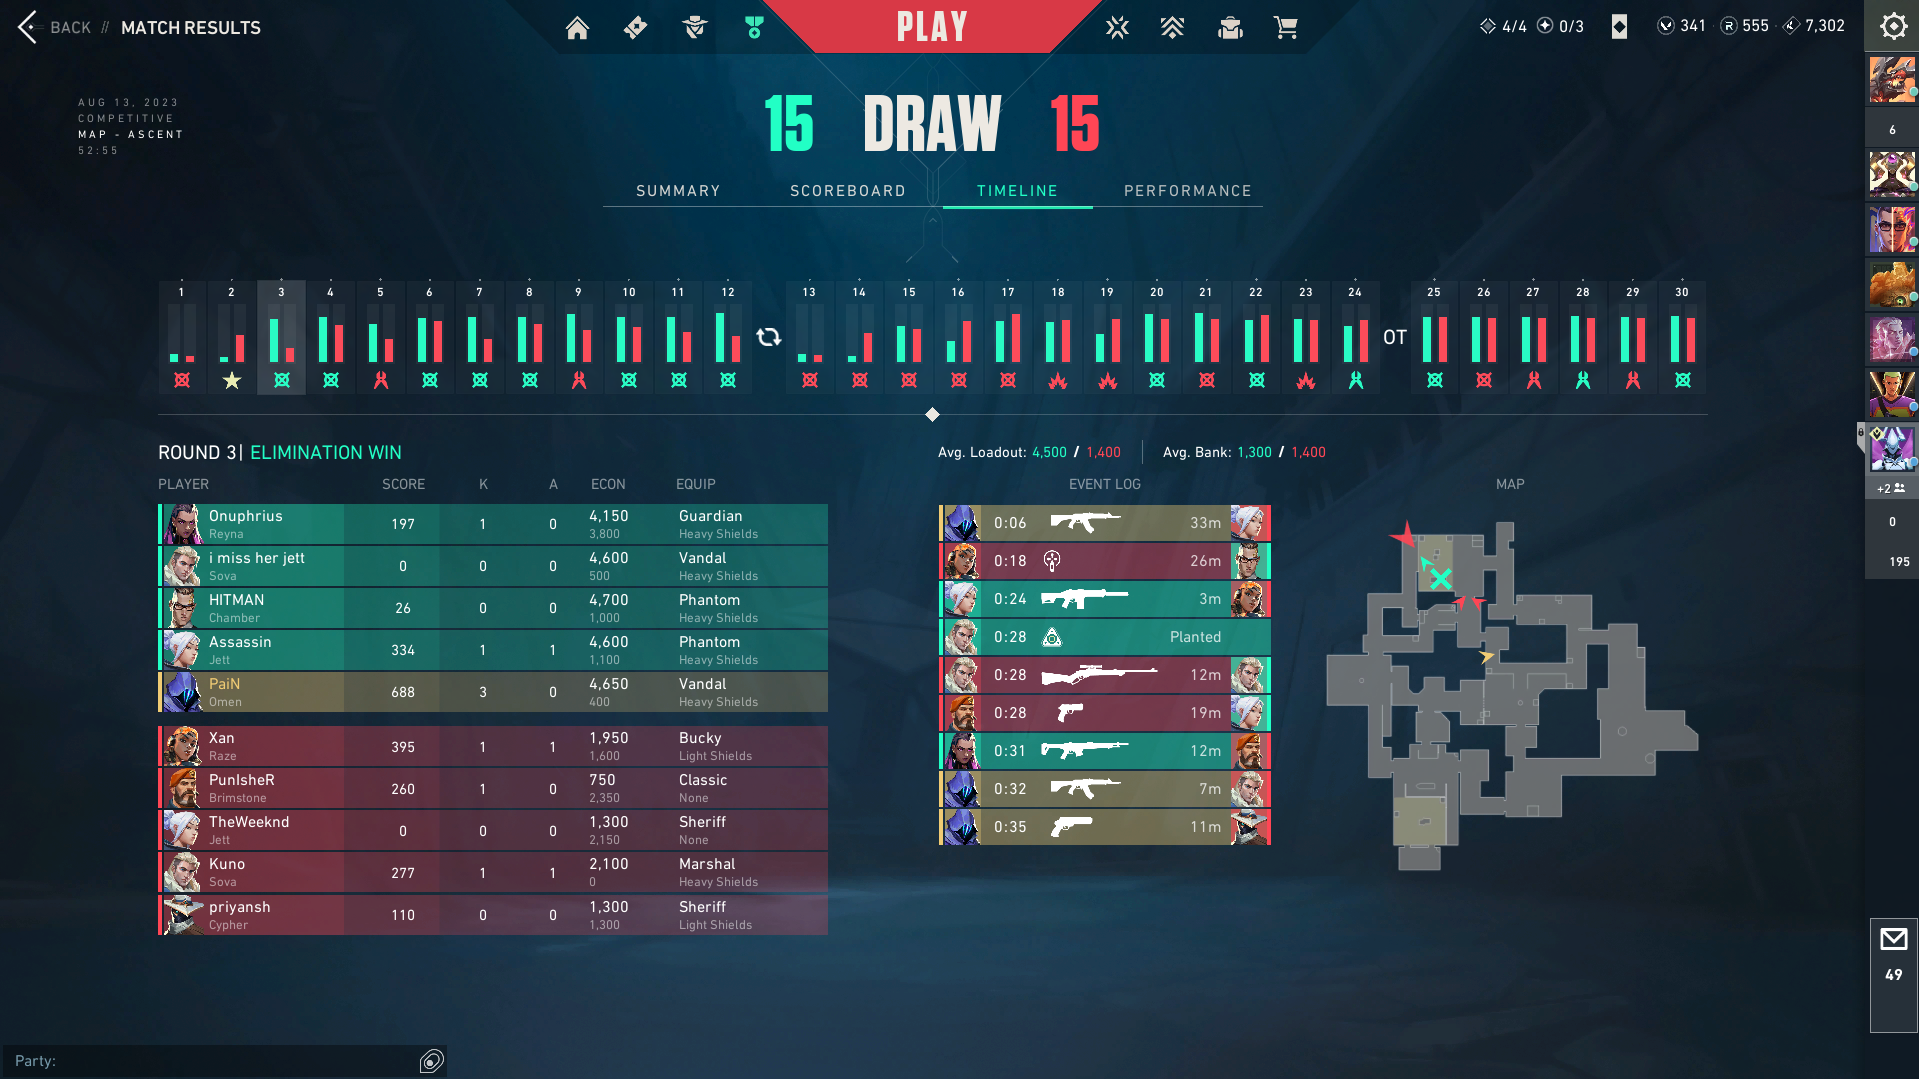 BACK // MATCH RESULTS
PLAY
4/4 0/3 341 R 555 7,302
AUG 13, 2023
COMPETITIVE
MAP - ASCENT
52:55
15 DRAW 15
SUMMARY SCOREBOARD TIMELINE PERFORMANCE
1 2 3 4 5 6 7 8 9 10 11 12 13 14 15 16 17 18 19 20 21 22 23 24 OT 25 26 27 28 29 30
ROUND 3| ELIMINATION WIN
Avg. Loadout: 4,500 / 1,400 Avg. Bank: 1,300 / 1,400
PLAYER SCORE K A ECON EQUIP
Onuphrius 197 1 0 4,150 Guardian
Reyna 3,800 Heavy Shields
i miss her jett 0 0 0 4,600 Vandal
Sova 500 Heavy Shields
HITMAN 26 0 0 4,700 Phantom
Chamber 1,000 Heavy Shields
Assassin 334 1 1 4,600 Phantom
Jett 1,100 Heavy Shields
PaiN 688 3 0 4,650 Vandal
Omen 400 Heavy Shields
Xan 395 1 1 1,950 Bucky
Raze 1,600 Light Shields
PunIsheR 260 1 0 750 Classic
Brimstone 2,350 None
TheWeeknd 0 0 0 1,300 Sheriff
Jett 2,150 None
Kuno 277 1 1 2,100 Marshal
Sova 0 Heavy Shields
priyansh 110 0 0 1,300 Sheriff
Cypher 1,300 Light Shields
EVENT LOG
0:06 33m
0:18 26m
0:24 3m
0:28 Planted
0:28 12m
0:28 19m
0:31 12m
0:32 7m
0:35 11m
MAP
6
+2
0
195
49
Party: